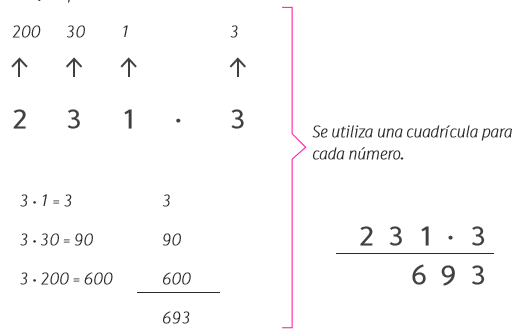 200 30 1 3
↑ ↑ ↑ ↑
2 3 1 · 3
Se utiliza una cuadrícula para
cada número.
3 · 1 = 3 3
3 · 30 = 90 90
3 · 200 = 600 600
693
2 3 1 · 3
6 9 3